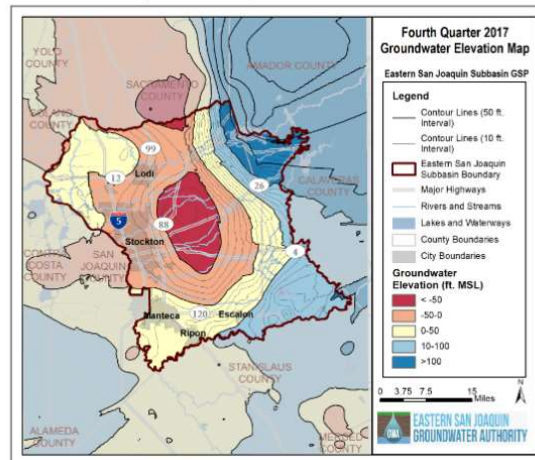 Fourth Quarter 2017
Groundwater Elevation Map
Eastern San Joaquin Subbasin GSP
Legend
Contour Lines (50 ft.
Interval)
Contour Lines (10 ft.
Interval)
Eastern San Joaquin
Subbasin Boundary
Major Highways
Rivers and Streams
Lakes and Waterways
County Boundaries
City Boundaries
Groundwater
Elevation (ft. MSL)
< -50
-50-0
0-50
10-100
>100
0 3.75 7.5 15
Miles
N
EASTERN SAN JOAQUIN
GROUNDWATER AUTHORITY
YOLO
COUNTY
AMADOR COUNTY
SACRAMENTO
COUNTY
SOLANO
COUNTY
99
Lodi
CALAVERAS
COUNTY
26
5
88
Stockton
4
COSTA
COUNTY
SAN
JOAQUIN
COUNTY
Manteca
120
Escalon
Ripon
STANISLAUS
COUNTY
ALAMEDA
COUNTY
MERCED
COUNTY